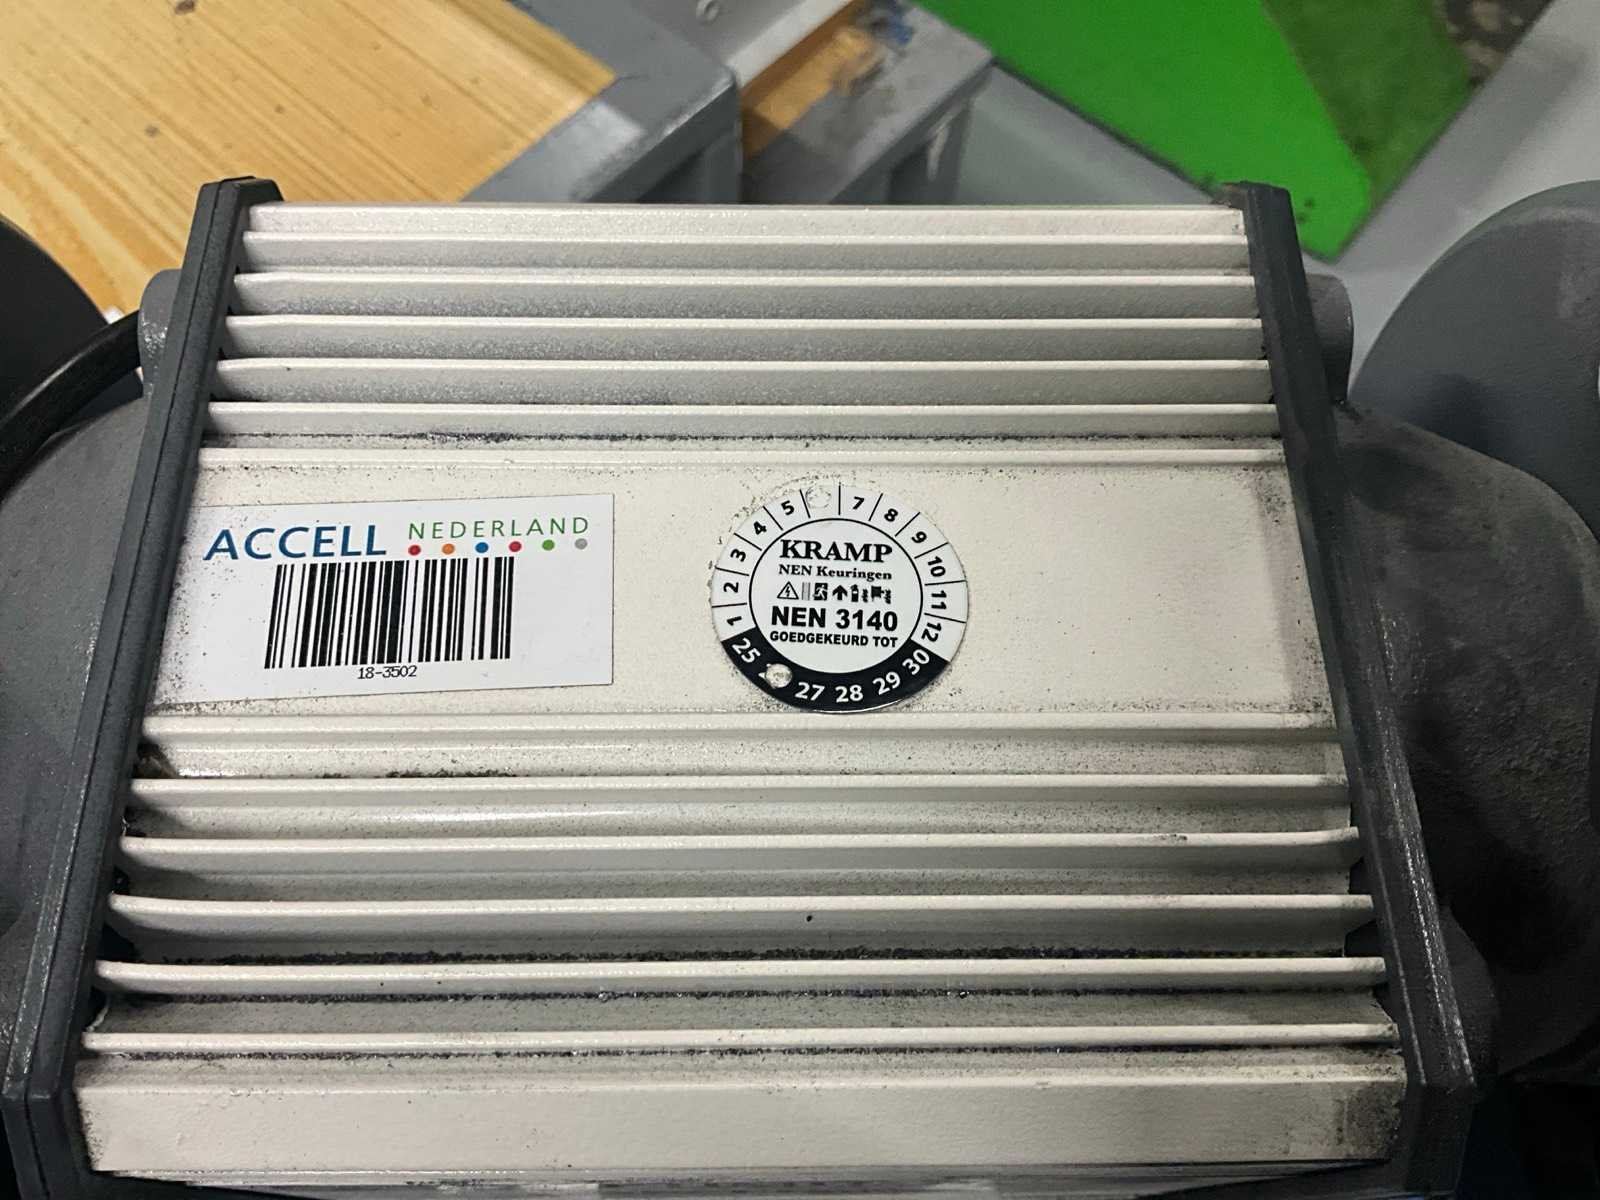 ACCELL NEDERLAND
18-3502
1 2 3 4 5 7 8 9 10 11 12
KRAMP
NEN Keuringen
NEN 3140
GOEDGEKEURD TOT
25 27 28 29 30